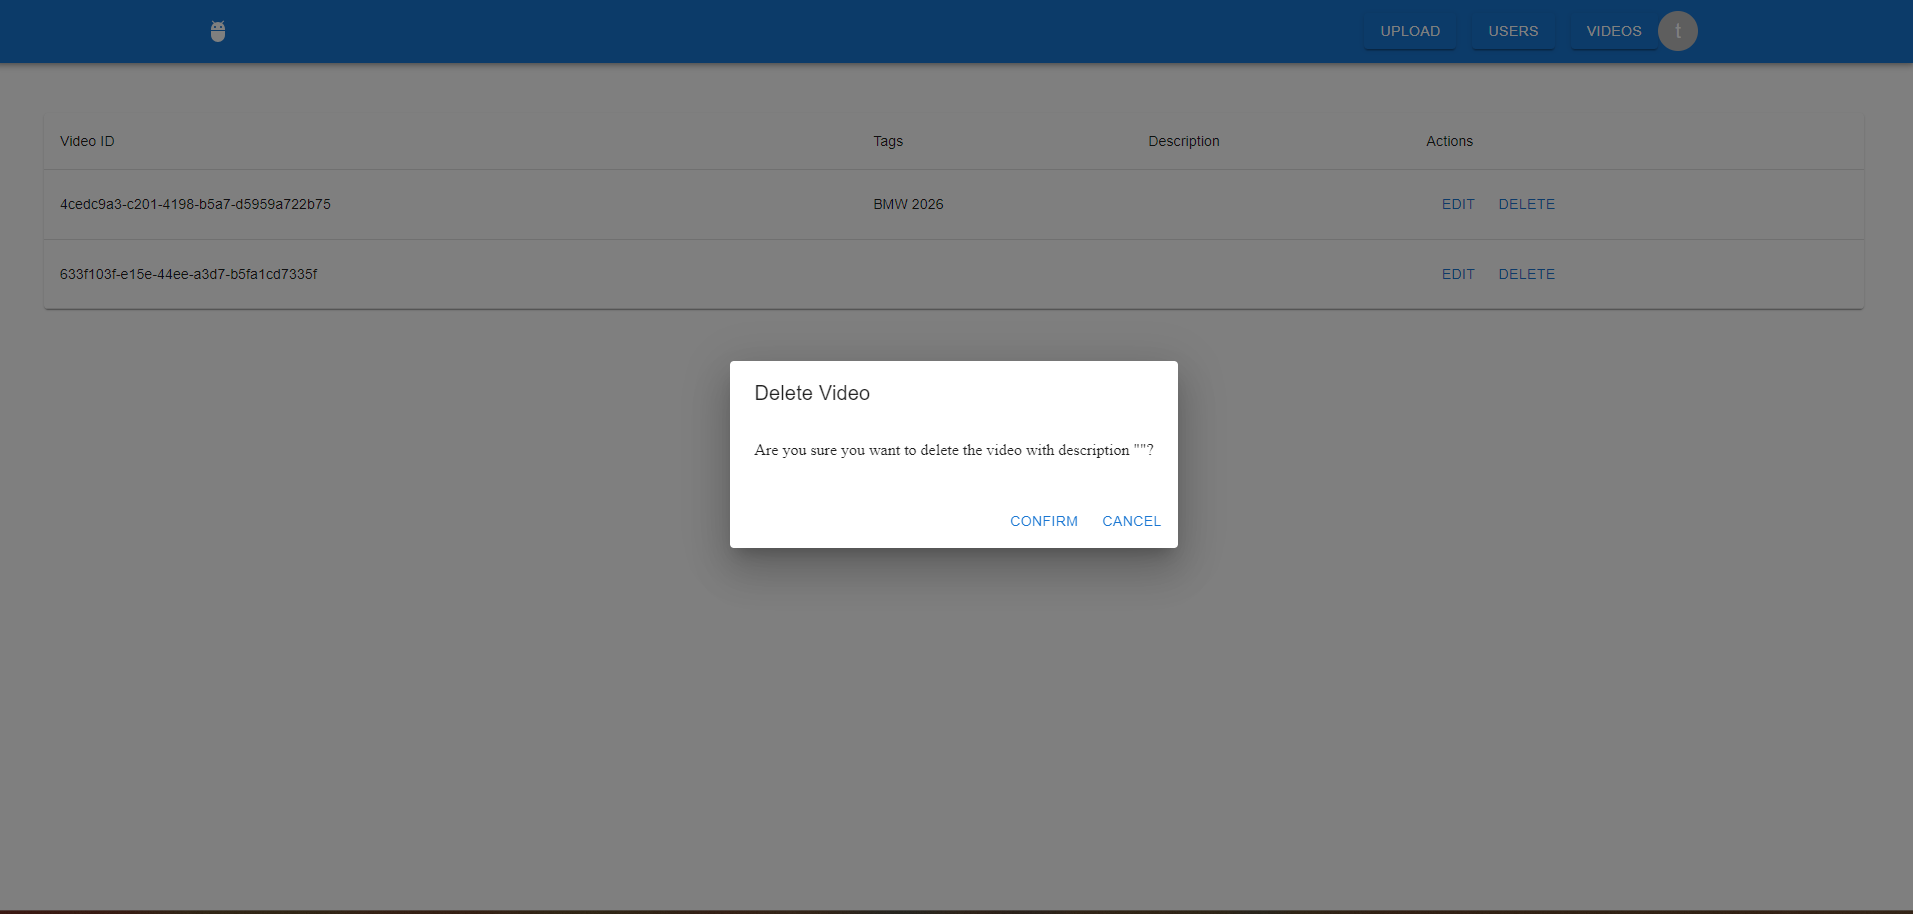 UPLOAD USERS VIDEOS t
Video ID Tags Description Actions
4cedc9a3-c201-4198-b5a7-d5959a722b75 BMW 2026 EDIT DELETE
633f103f-e15e-44ee-a3d7-b5fa1cd7335f EDIT DELETE
Delete Video
Are you sure you want to delete the video with description ""?
CONFIRM CANCEL